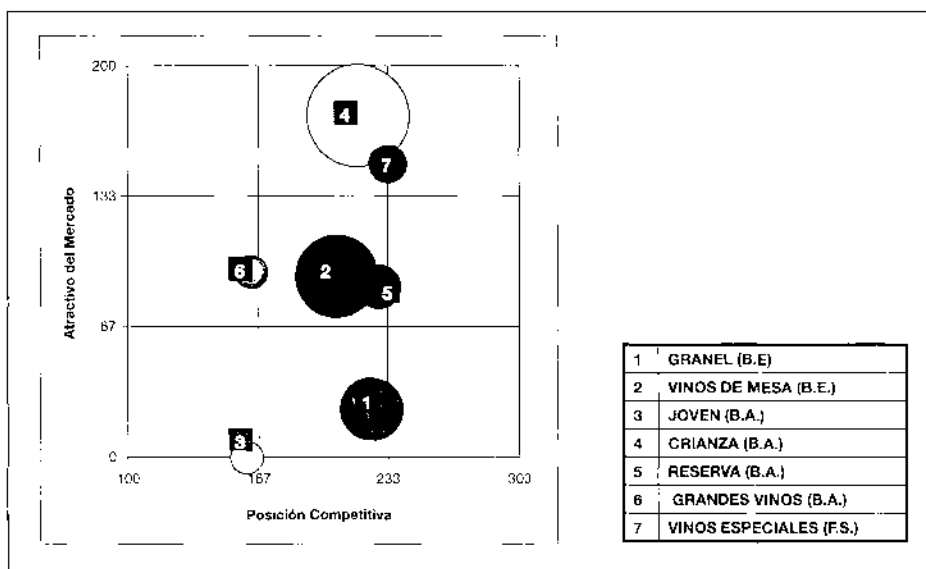 200
4
7
133
Atractivo del Mercado
6
2
5
67
1
3
0
100
167
233
300
Posición Competitiva
1 GRANEL (B.E)
2 VINOS DE MESA (B.E.)
3 JOVEN (B.A.)
4 CRIANZA (B.A.)
5 RESERVA (B.A.)
6 GRANDES VINOS (B.A.)
7 VINOS ESPECIALES (F.S.)